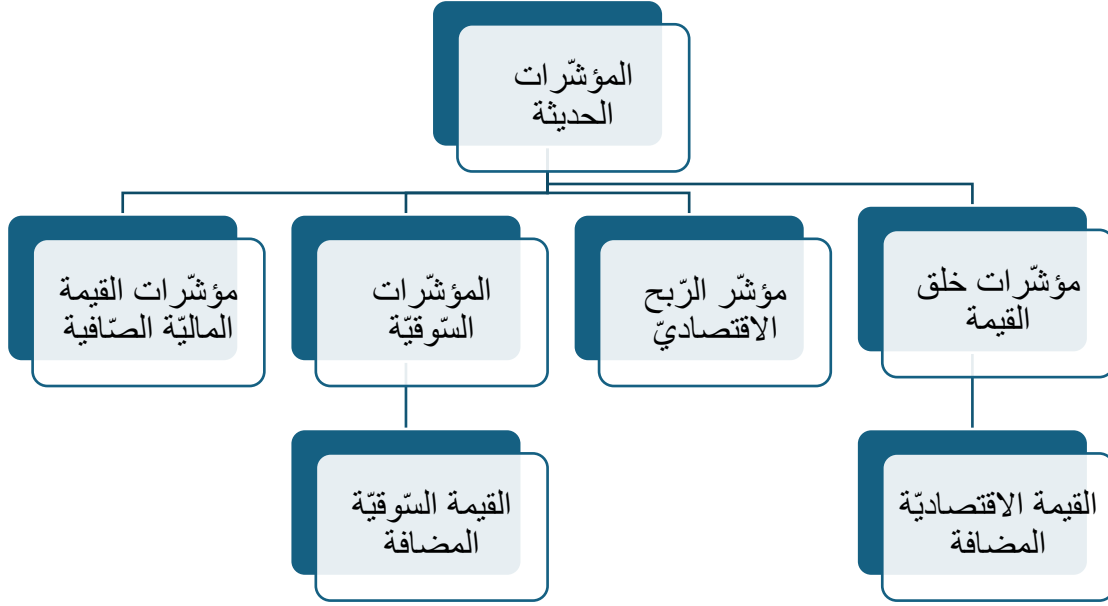 المؤشّرات
الحديثة
مؤشّرات خلق
القيمة
مؤشّر الرّبح
الاقتصاديّ
المؤشّرات
السّوقيّة
مؤشّرات القيمة
الماليّة الصّافية
القيمة الاقتصاديّة
المضافة
القيمة السّوقيّة
المضافة